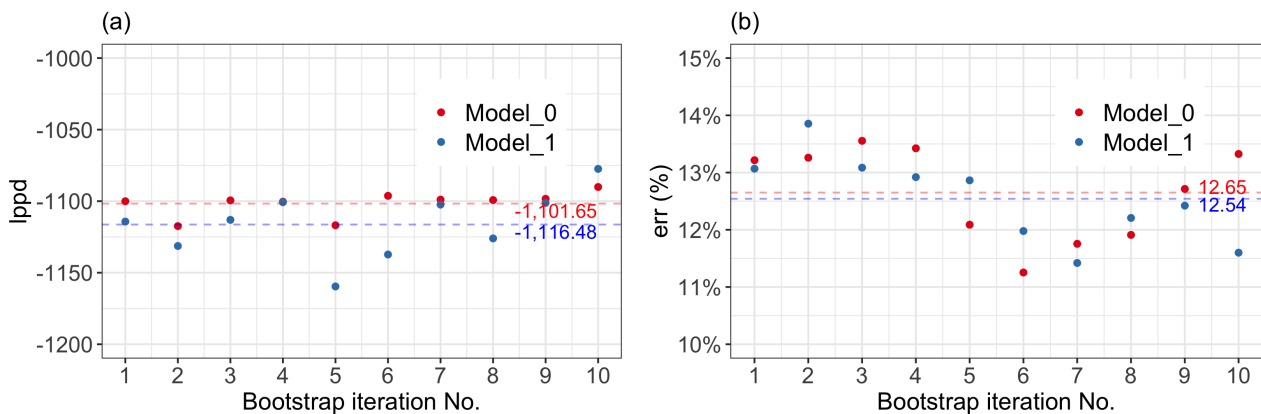 (a)
lppd
-1000
-1050
-1100
-1150
-1200
Model_0
Model_1
-1,101.65
-1,116.48
1 2 3 4 5 6 7 8 9 10
Bootstrap iteration No.
(b)
err (%)
15%
14%
13%
12%
11%
10%
Model_0
Model_1
12.65
12.54
1 2 3 4 5 6 7 8 9 10
Bootstrap iteration No.